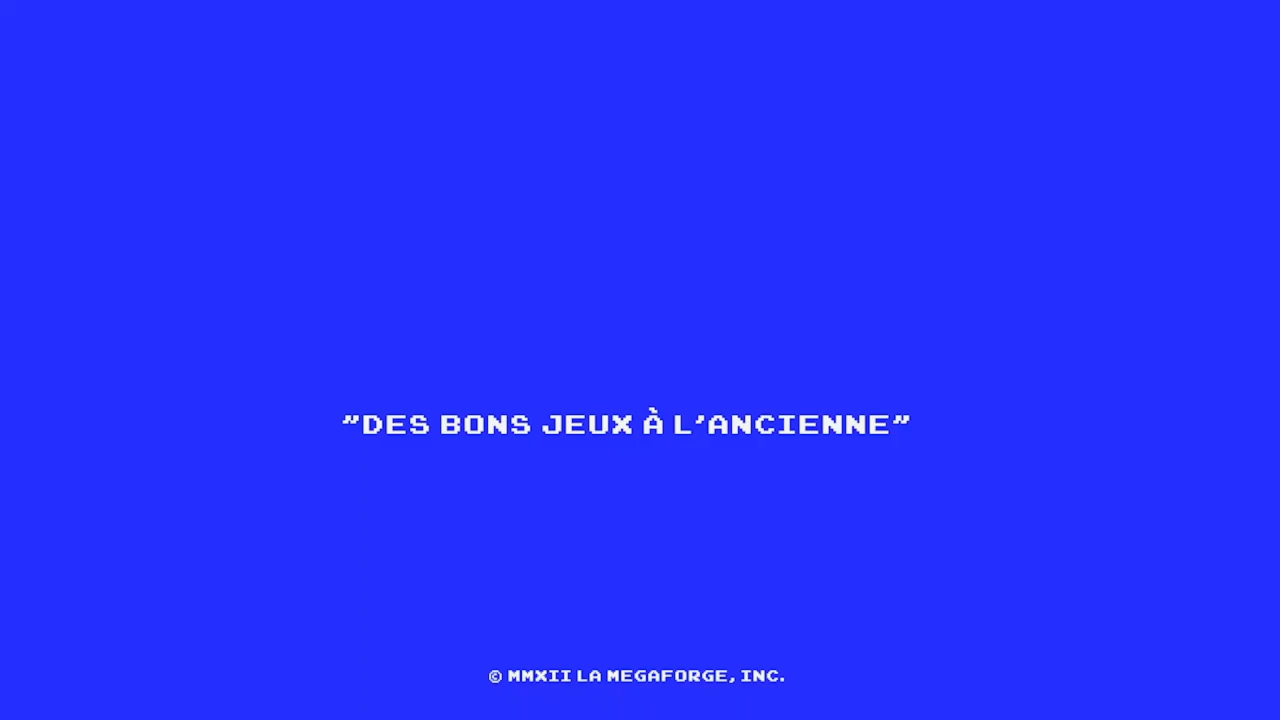 "DES BONS JEUX À L'ANCIENNE"
© MMXII LA MEGAFORGE, INC.